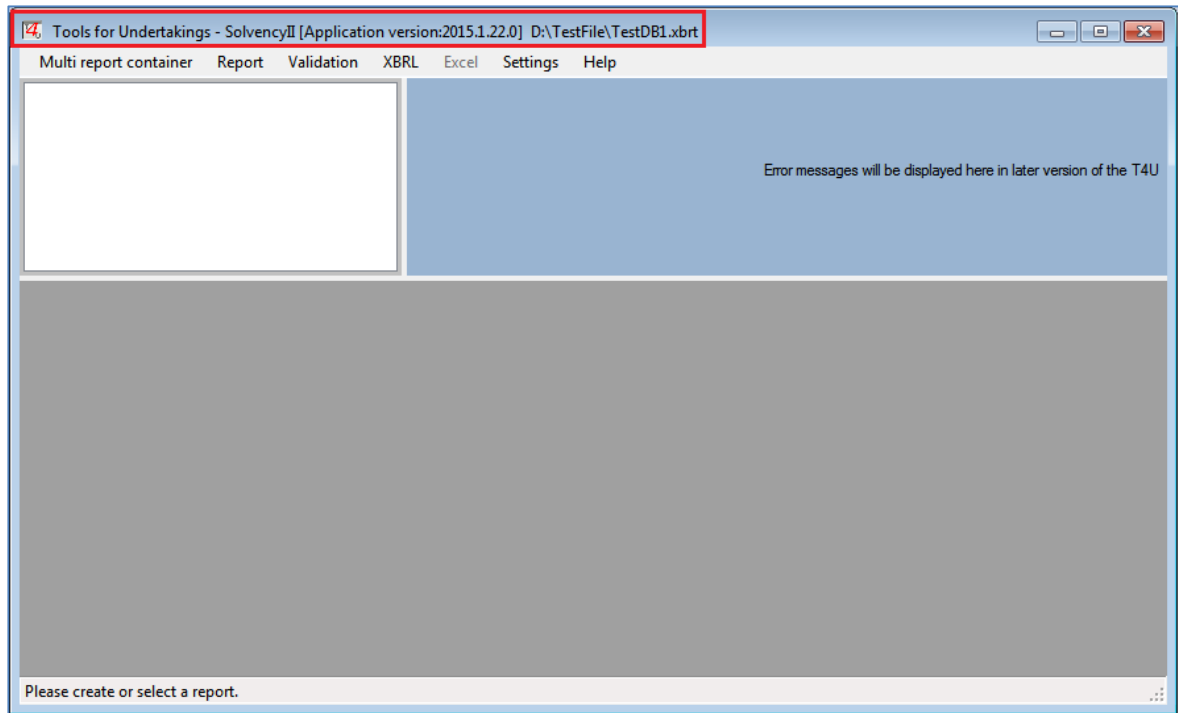 Tools for Undertakings - SolvencyII [Application version:2015.1.22.0] D:\TestFile\TestDB1.xbrt
Multi report container Report Validation XBRL Excel Settings Help
Error messages will be displayed here in later version of the T4U
Please create or select a report.